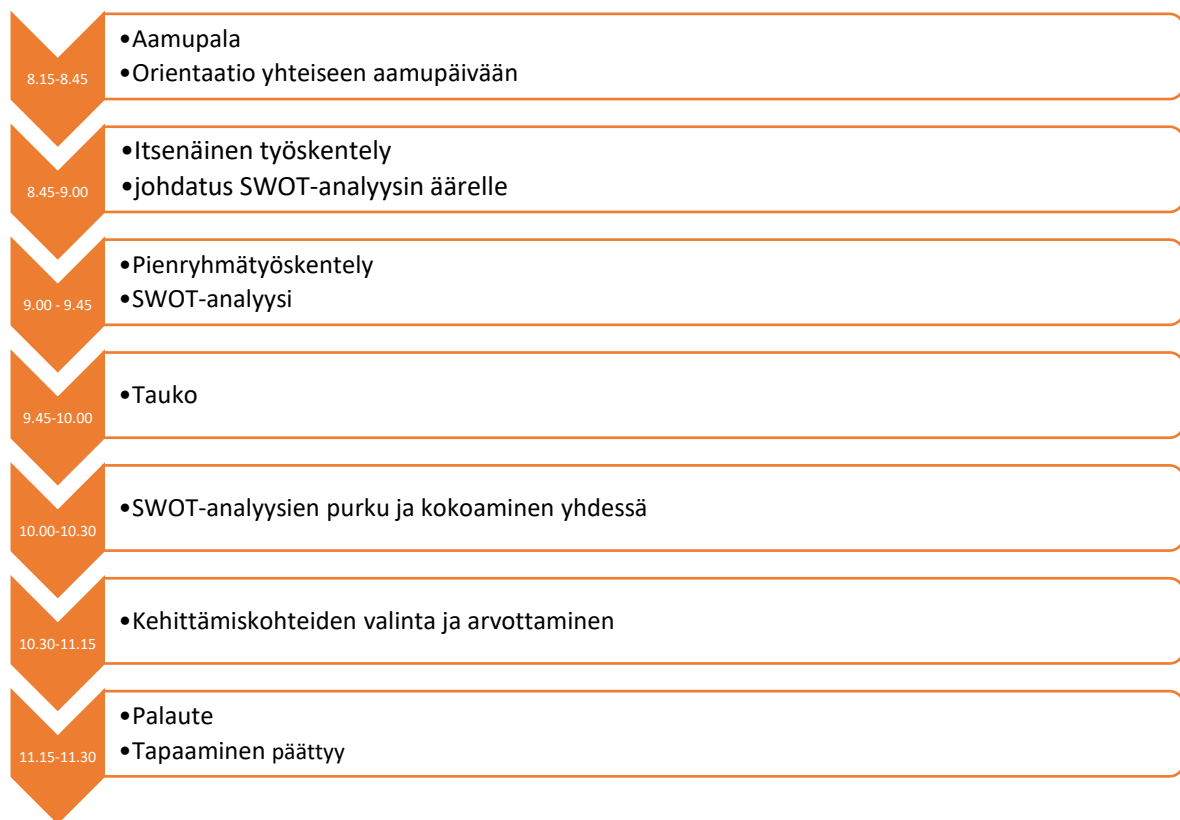 8.15-8.45
•Aamupala
•Orientaatio yhteiseen aamupäivään
8.45-9.00
•Itsenäinen työskentely
•johdatus SWOT-analyysin äärelle
9.00 - 9.45
•Pienryhmätyöskentely
•SWOT-analyysi
9.45-10.00
•Tauko
10.00-10.30
•SWOT-analyysien purku ja kokoaminen yhdessä
10.30-11.15
•Kehittämiskohteiden valinta ja arvottaminen
11.15-11.30
•Palaute
•Tapaaminen päättyy